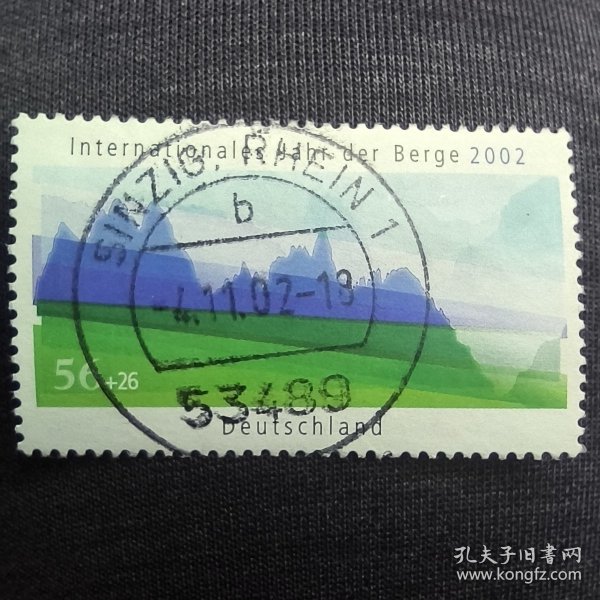 Internationales Jahr der Berge 2002
SINZIG, RHEIN 1
b
-4.11.02-18
53489
56+26
Deutschland
孔夫子旧书网
www.kongfz.com